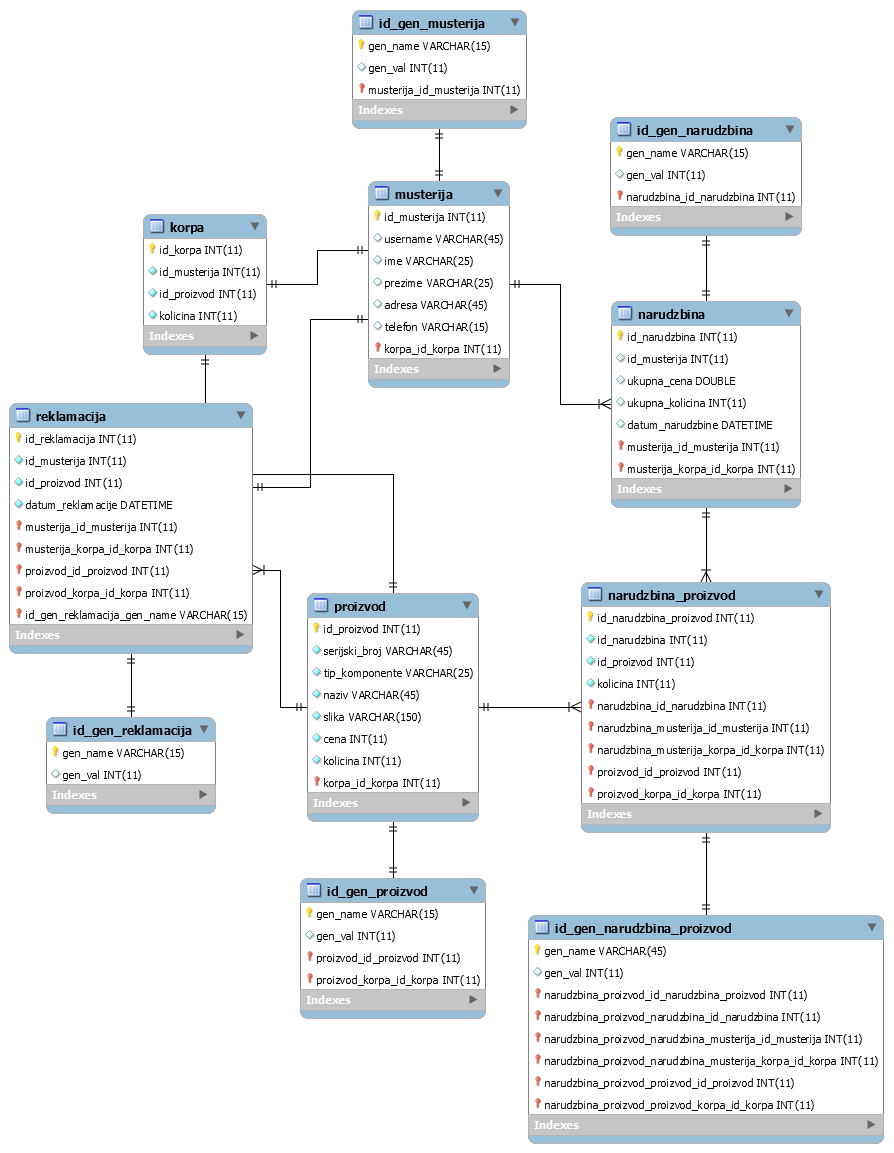 id_gen_musterija
gen_name VARCHAR(15)
gen_val INT(11)
musterija_id_musterija INT(11)
Indexes
id_gen_narudzbina
gen_name VARCHAR(15)
gen_val INT(11)
narudzbina_id_narudzbina INT(11)
Indexes
musterija
id_musterija INT(11)
username VARCHAR(45)
ime VARCHAR(25)
prezime VARCHAR(25)
adresa VARCHAR(45)
telefon VARCHAR(15)
korpa_id_korpa INT(11)
Indexes
korpa
id_korpa INT(11)
id_musterija INT(11)
id_proizvod INT(11)
kolicina INT(11)
Indexes
narudzbina
id_narudzbina INT(11)
id_musterija INT(11)
ukupna_cena DOUBLE
ukupna_kolicina INT(11)
datum_narudzbine DATETIME
musterija_id_musterija INT(11)
musterija_korpa_id_korpa INT(11)
Indexes
reklamacija
id_reklamacija INT(11)
id_musterija INT(11)
id_proizvod INT(11)
datum_reklamacije DATETIME
musterija_id_musterija INT(11)
musterija_korpa_id_korpa INT(11)
proizvod_id_proizvod INT(11)
proizvod_korpa_id_korpa INT(11)
id_gen_reklamacija_gen_name VARCHAR(15)
Indexes
proizvod
id_proizvod INT(11)
serijski_broj VARCHAR(45)
tip_komponente VARCHAR(25)
naziv VARCHAR(45)
slika VARCHAR(150)
cena INT(11)
kolicina INT(11)
korpa_id_korpa INT(11)
Indexes
narudzbina_proizvod
id_narudzbina_proizvod INT(11)
id_narudzbina INT(11)
id_proizvod INT(11)
kolicina INT(11)
narudzbina_id_narudzbina INT(11)
narudzbina_musterija_id_musterija INT(11)
narudzbina_musterija_korpa_id_korpa INT(11)
proizvod_id_proizvod INT(11)
proizvod_korpa_id_korpa INT(11)
Indexes
id_gen_reklamacija
gen_name VARCHAR(15)
gen_val INT(11)
Indexes
id_gen_proizvod
gen_name VARCHAR(15)
gen_val INT(11)
proizvod_id_proizvod INT(11)
proizvod_korpa_id_korpa INT(11)
Indexes
id_gen_narudzbina_proizvod
gen_name VARCHAR(45)
gen_val INT(11)
narudzbina_proizvod_id_narudzbina_proizvod INT(11)
narudzbina_proizvod_narudzbina_id_narudzbina INT(11)
narudzbina_proizvod_narudzbina_musterija_id_musterija INT(11)
narudzbina_proizvod_narudzbina_musterija_korpa_id_korpa INT(11)
narudzbina_proizvod_proizvod_id_proizvod INT(11)
narudzbina_proizvod_proizvod_korpa_id_korpa INT(11)
Indexes